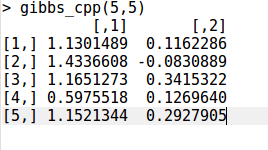 > gibbs_cpp(5,5)
[,1] [,2]
[1,] 1.1301489 0.1162286
[2,] 1.4336608 -0.0830889
[3,] 1.1651273 0.3415322
[4,] 0.5975518 0.1269640
[5,] 1.1521344 0.2927905